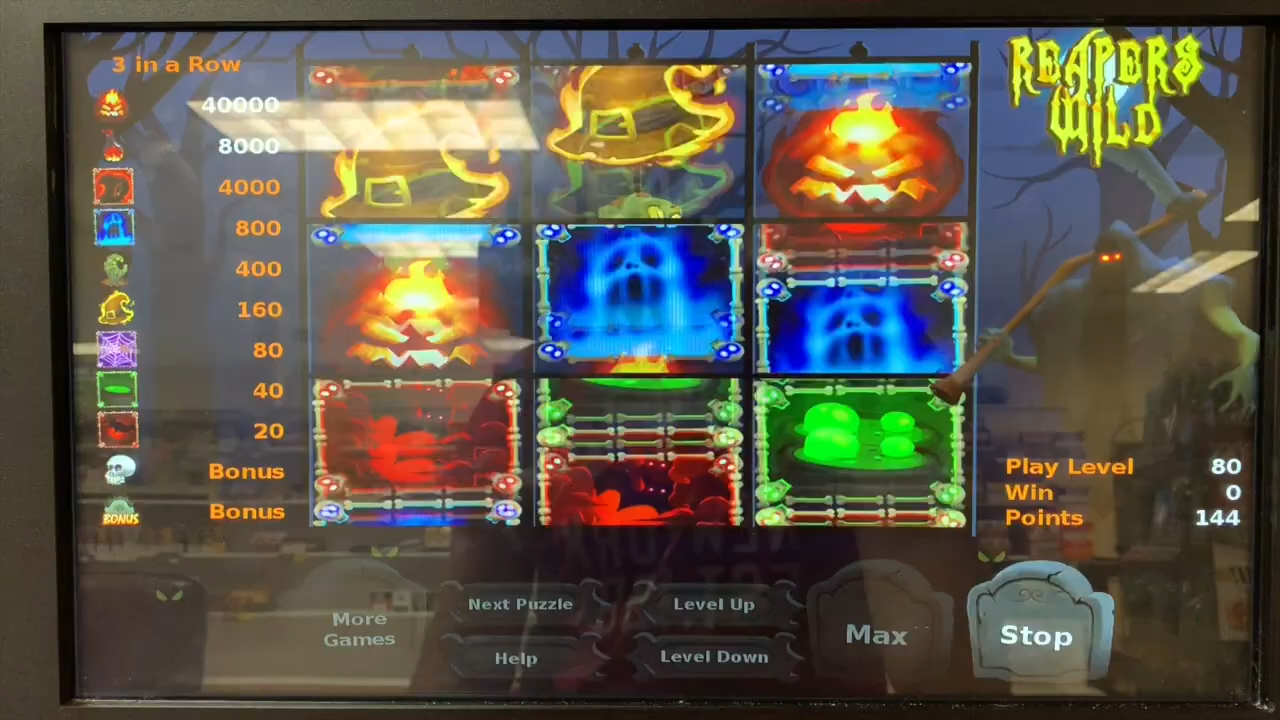 3 in a Row
40000
8000
4000
800
400
160
80
40
20
Bonus
Bonus
BONUS
REAPERS
WILD
Play Level 80
Win 0
Points 144
More
Games
Next Puzzle
Help
Level Up
Level Down
Max
Stop